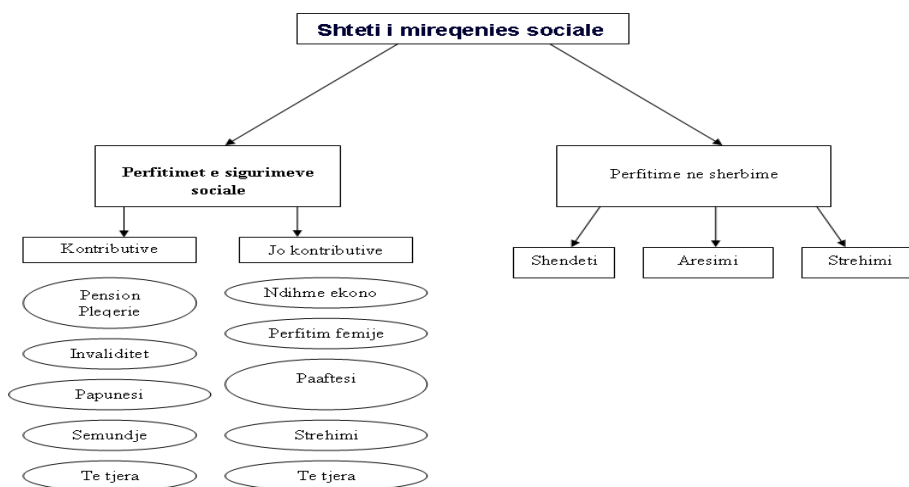 Shteti i mireqenies sociale
Perfitimet e sigurimeve
sociale
Perfitime ne sherbime
Kontributive
Jo kontributive
Shendeti
Aresimi
Strehimi
Pension
Pleqerie
Invaliditet
Papunesi
Semundje
Te tjera
Ndihme ekono
Perfitim femije
Paaftesi
Strehimi
Te tjera